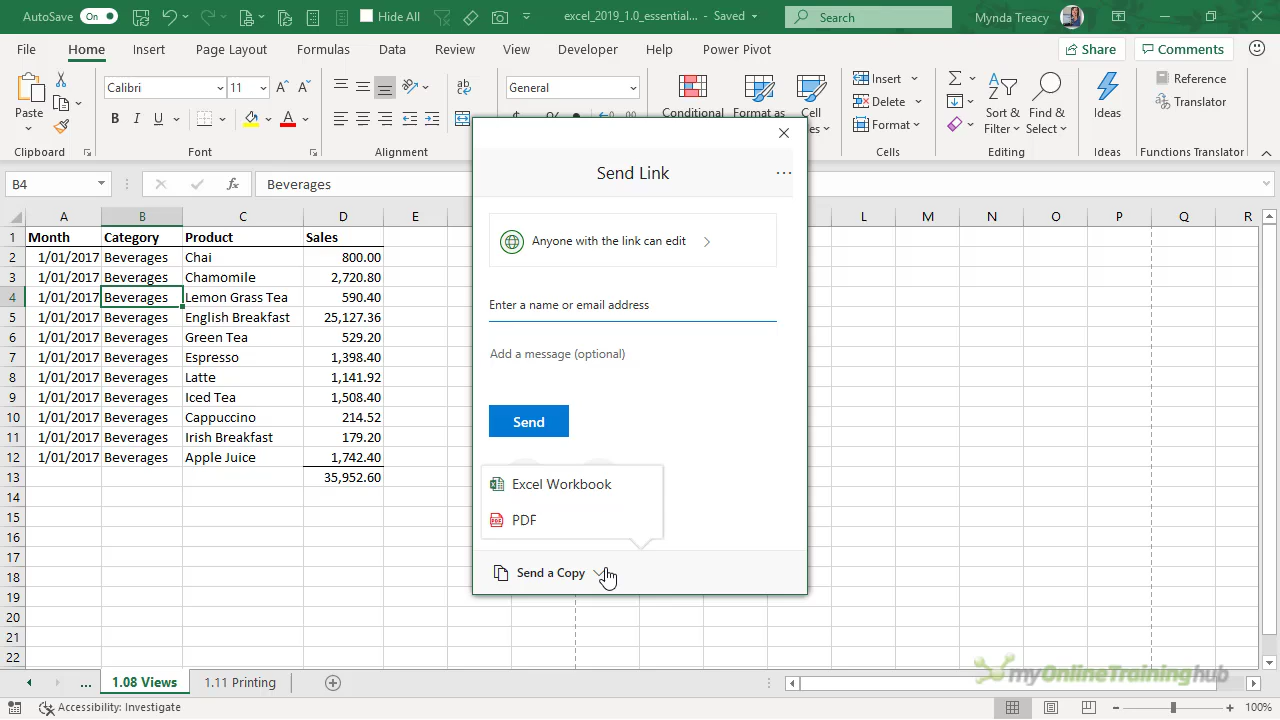 AutoSave On Hide All excel_2019_1.0_essential... - Saved Search Mynda Treacy
File Home Insert Page Layout Formulas Data Review View Developer Help Power Pivot Share Comments
Paste
Clipboard
Calibri 11
B I U A
Font
Alignment
General
Conditional
Format as
Cell
Insert
Delete
Format
Cells
Sort &
Filter
Find &
Select
Editing
Ideas
Ideas
Reference
Translator
Functions Translator
B4 fx Beverages
A B C D E L M N O P Q R
1 Month Category Product Sales
2 1/01/2017 Beverages Chai 800.00
3 1/01/2017 Beverages Chamomile 2,720.80
4 1/01/2017 Beverages Lemon Grass Tea 590.40
5 1/01/2017 Beverages English Breakfast 25,127.36
6 1/01/2017 Beverages Green Tea 529.20
7 1/01/2017 Beverages Espresso 1,398.40
8 1/01/2017 Beverages Latte 1,141.92
9 1/01/2017 Beverages Iced Tea 1,508.40
10 1/01/2017 Beverages Cappuccino 214.52
11 1/01/2017 Beverages Irish Breakfast 179.20
12 1/01/2017 Beverages Apple Juice 1,742.40
13 35,952.60
14
15
16
17
18
19
20
21
22
Send Link
Anyone with the link can edit
Enter a name or email address
Add a message (optional)
Send
Excel Workbook
PDF
Send a Copy
... 1.08 Views 1.11 Printing
myOnlineTraininghub
Accessibility: Investigate 100%